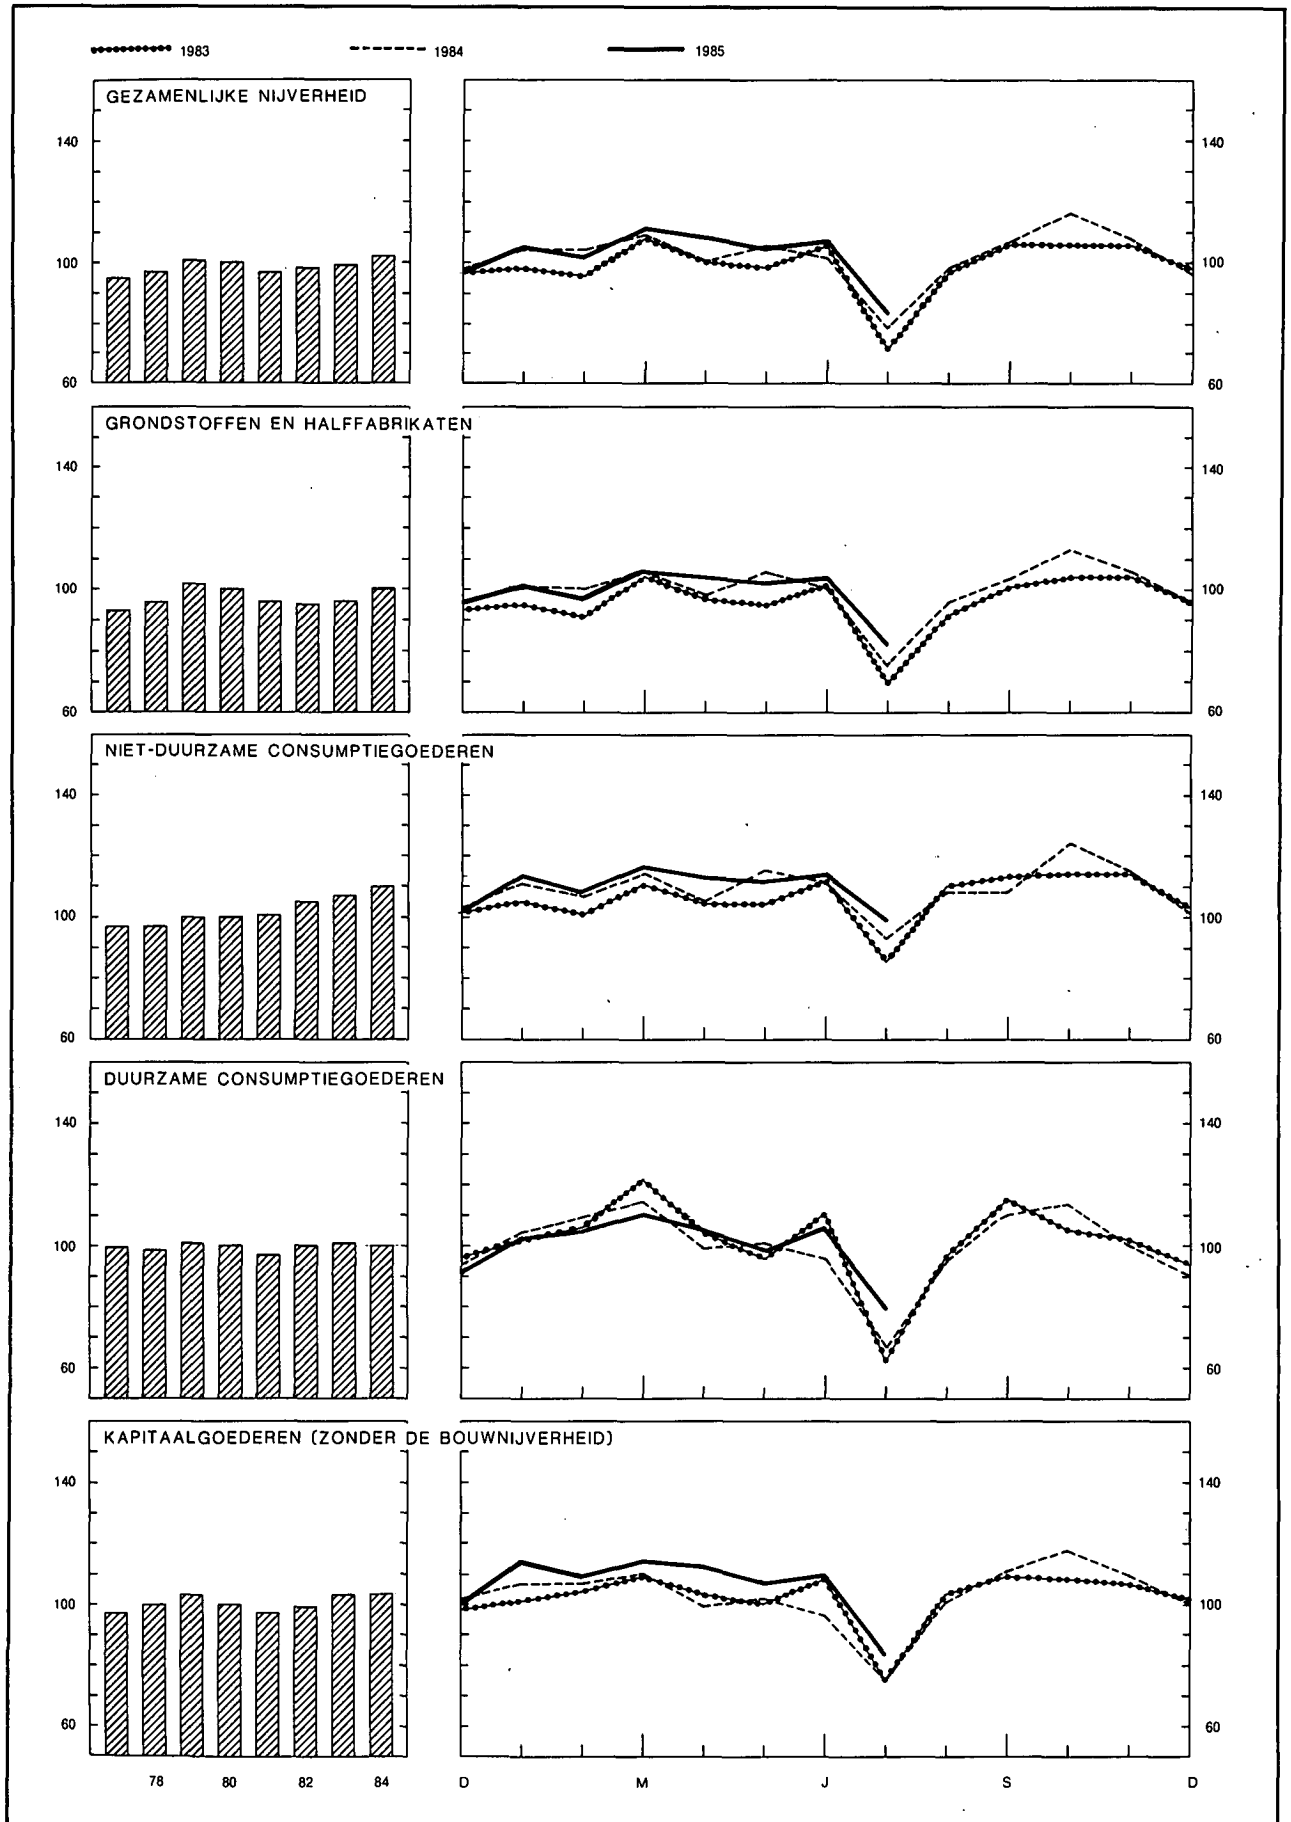 1983 1984 1985
GEZAMENLIJKE NIJVERHEID
140 140
100 100
60 60
GRONDSTOFFEN EN HALFFABRIKATEN
140 140
100 100
60 60
NIET-DUURZAME CONSUMPTIEGOEDEREN
140 140
100 100
60 60
DUURZAME CONSUMPTIEGOEDEREN
140 140
100 100
60 60
KAPITAALGOEDEREN (ZONDER DE BOUWNIJVERHEID)
140 140
100 100
60 60
78 80 82 84 D M J S D